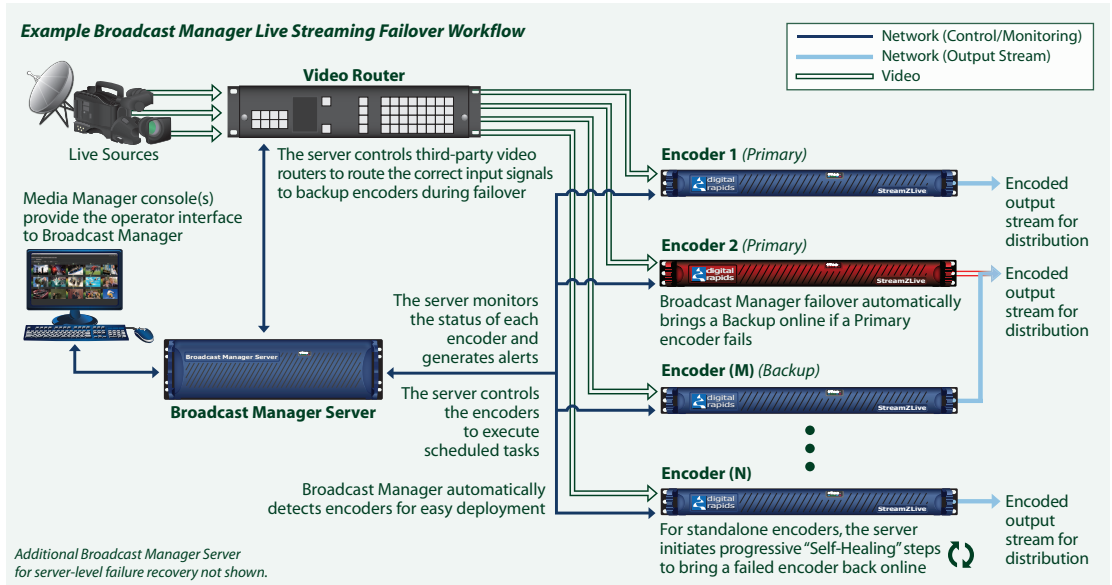 Example Broadcast Manager Live Streaming Failover Workflow
Network (Control/Monitoring)
Network (Output Stream)
Video
Video Router
Live Sources
The server controls third-party video
routers to route the correct input signals
to backup encoders during failover
Media Manager console(s)
provide the operator interface
to Broadcast Manager
Broadcast Manager Server
Broadcast Manager Server
The server monitors
the status of each
encoder and
generates alerts
The server controls
the encoders
to execute
scheduled tasks
Broadcast Manager automatically
detects encoders for easy deployment
Encoder 1 (Primary)
digital
rapids
StreamZLive
Encoded
output
stream for
distribution
Encoder 2 (Primary)
digital
rapids
StreamZLive
Encoded
output
stream for
distribution
Broadcast Manager failover automatically
brings a Backup online if a Primary
encoder fails
Encoder (M) (Backup)
digital
rapids
StreamZLive
Encoder (N)
digital
rapids
StreamZLive
Encoded
output
stream for
distribution
For standalone encoders, the server
initiates progressive “Self-Healing” steps
to bring a failed encoder back online
Additional Broadcast Manager Server
for server-level failure recovery not shown.